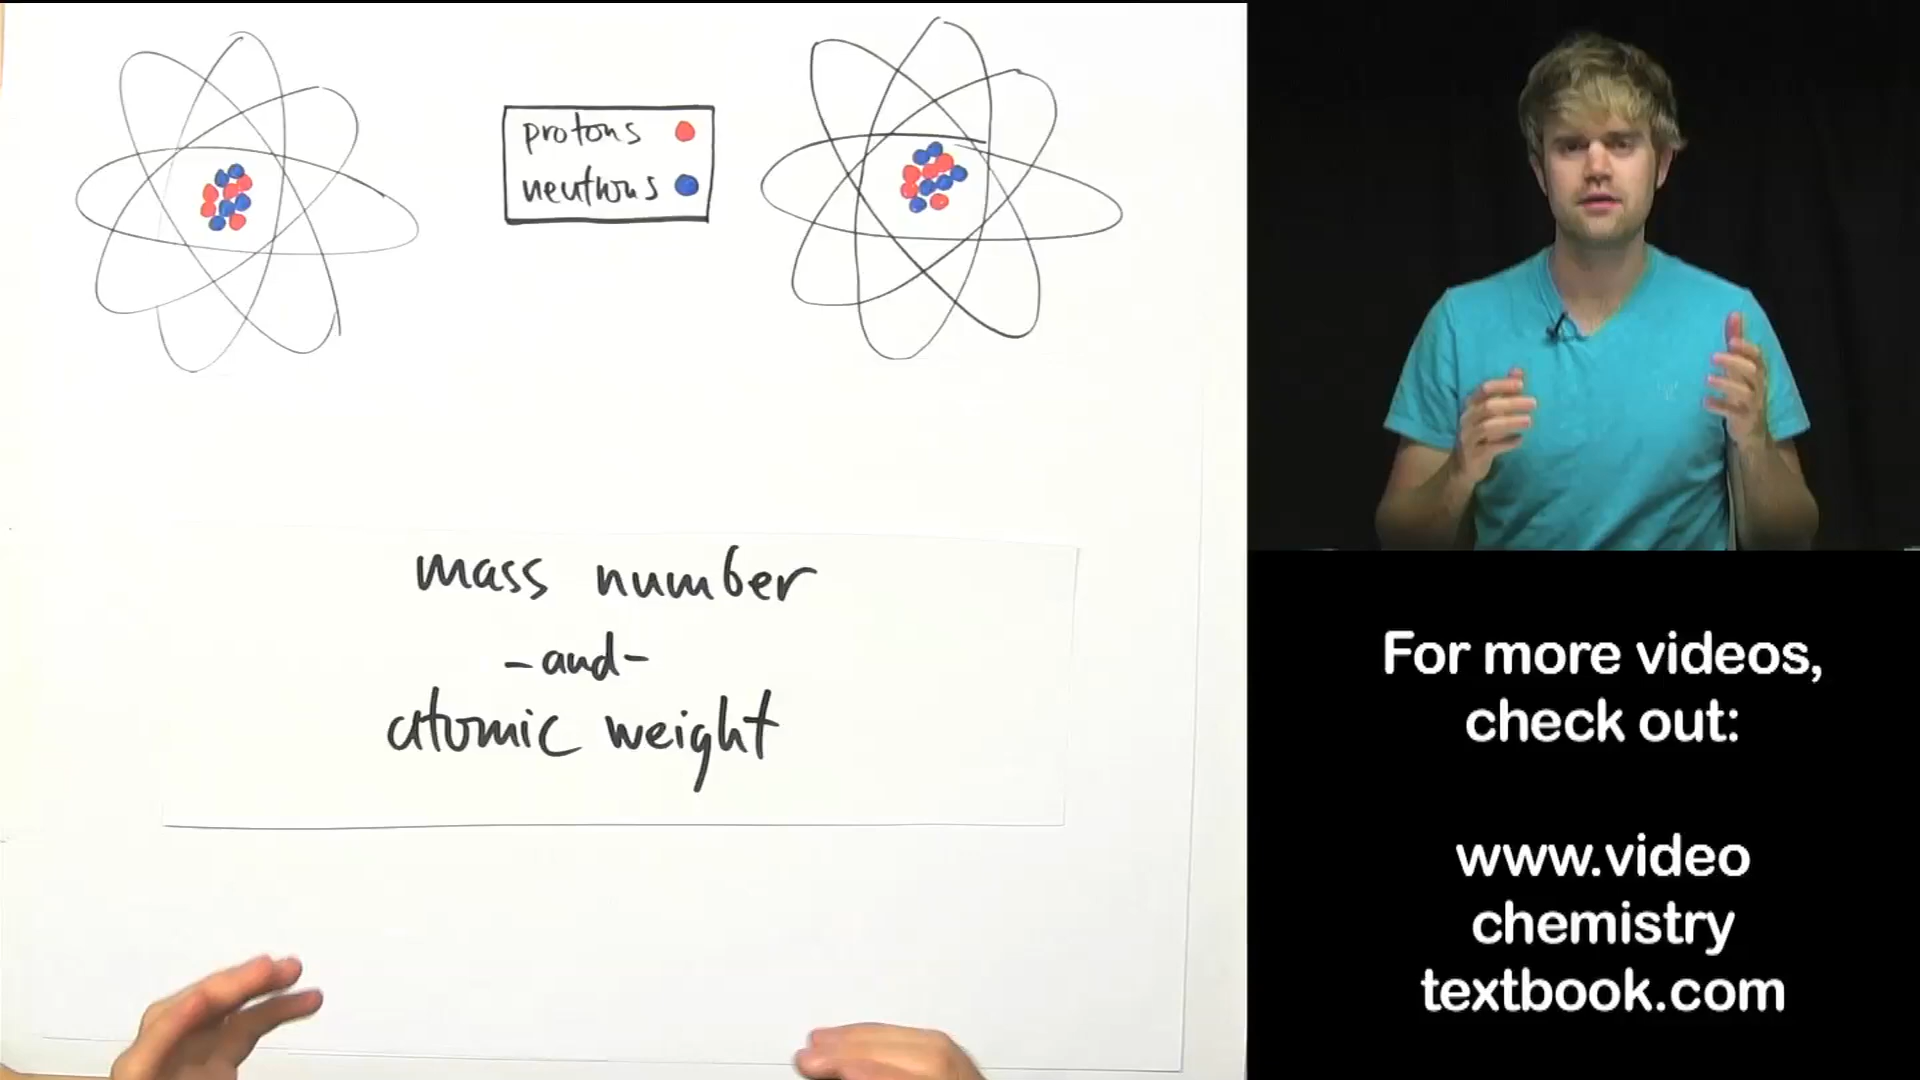 protons
neutrons
mass number
-and-
atomic weight
For more videos,
check out:
www.video
chemistry
textbook.com